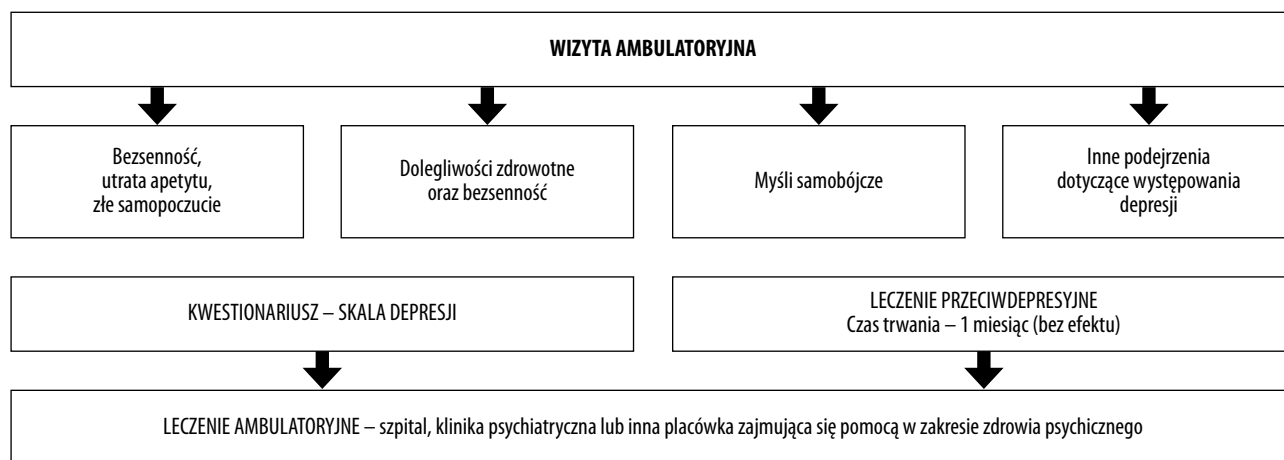 WIZYTA AMBULATORYJNA
Bezsenność,
utrata apetytu,
złe samopoczucie
Dolegliwości zdrowotne
oraz bezsenność
Myśli samobójcze
Inne podejrzenia
dotyczące występowania
depresji
KWESTIONARIUSZ – SKALA DEPRESJI
LECZENIE PRZECIWDEPRESYJNE
Czas trwania – 1 miesiąc (bez efektu)
LECZENIE AMBULATORYJNE – szpital, klinika psychiatryczna lub inna placówka zajmująca się pomocą w zakresie zdrowia psychicznego